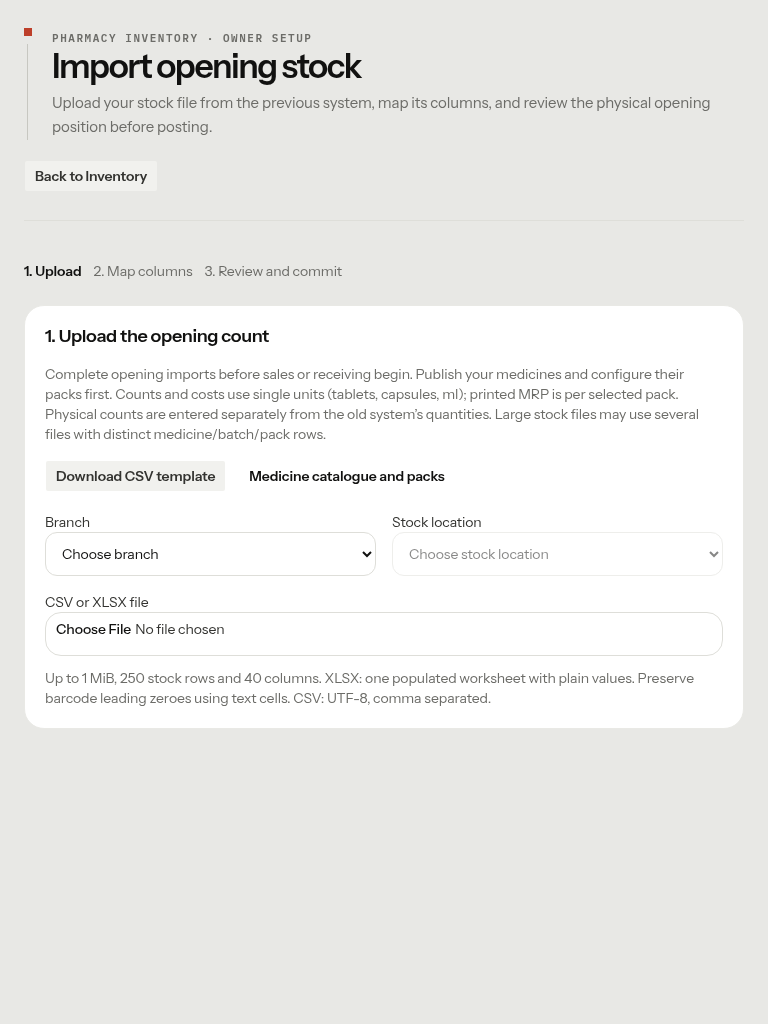 PHARMACY INVENTORY · OWNER SETUP
Import opening stock
Upload your stock file from the previous system, map its columns, and review the physical opening
position before posting.
Back to Inventory
1. Upload 2. Map columns 3. Review and commit
1. Upload the opening count
Complete opening imports before sales or receiving begin. Publish your medicines and configure their
packs first. Counts and costs use single units (tablets, capsules, ml); printed MRP is per selected pack.
Physical counts are entered separately from the old system’s quantities. Large stock files may use several
files with distinct medicine/batch/pack rows.
Download CSV template Medicine catalogue and packs
Branch Stock location
Choose branch Choose stock location
CSV or XLSX file
Choose File No file chosen
Up to 1 MiB, 250 stock rows and 40 columns. XLSX: one populated worksheet with plain values. Preserve
barcode leading zeroes using text cells. CSV: UTF-8, comma separated.